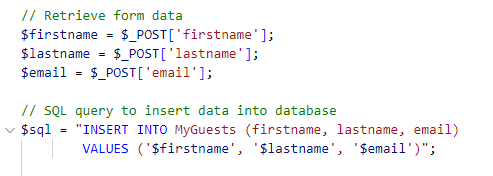 // Retrieve form data
$firstname = $_POST['firstname'];
$lastname = $_POST['lastname'];
$email = $_POST['email'];
// SQL query to insert data into database
$sql = "INSERT INTO MyGuests (firstname, lastname, email)
VALUES ('$firstname', '$lastname', '$email')";